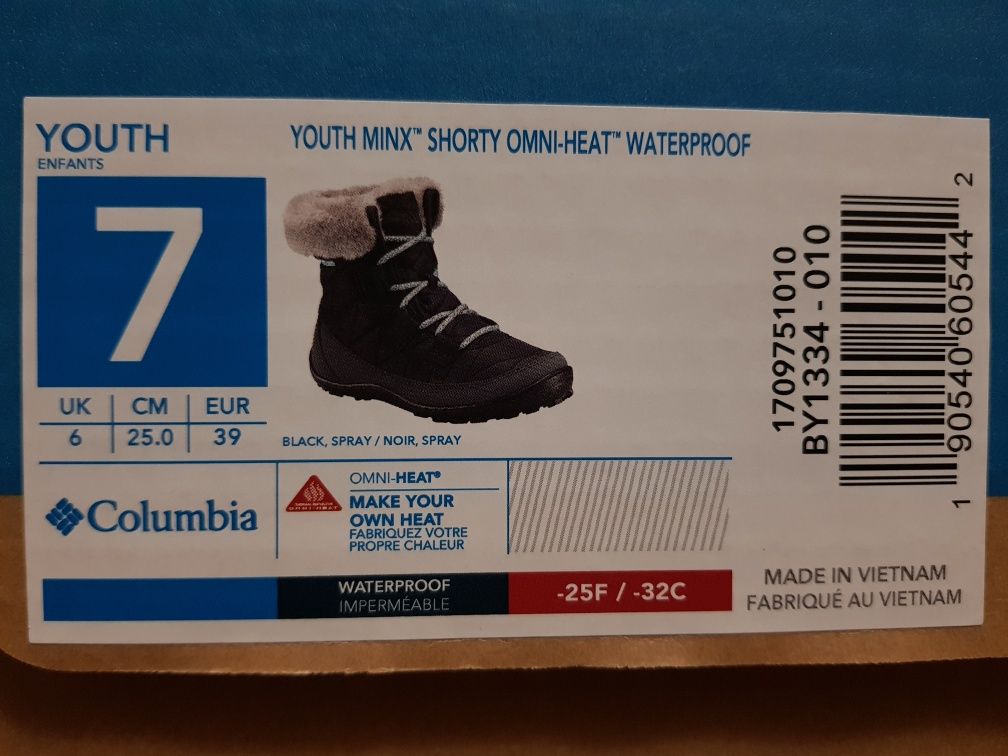 YOUTH
ENFANTS
YOUTH MINX™ SHORTY OMNI-HEAT™ WATERPROOF
7
UK CM EUR
6 25.0 39
BLACK, SPRAY / NOIR, SPRAY
Columbia
OMNI-HEAT®
MAKE YOUR
OWN HEAT
FABRIQUEZ VOTRE
PROPRE CHALEUR
WATERPROOF
IMPERMÉABLE
-25F / -32C
1709751010
BY1334 - 010
1 90540 60544 2
MADE IN VIETNAM
FABRIQUÉ AU VIETNAM